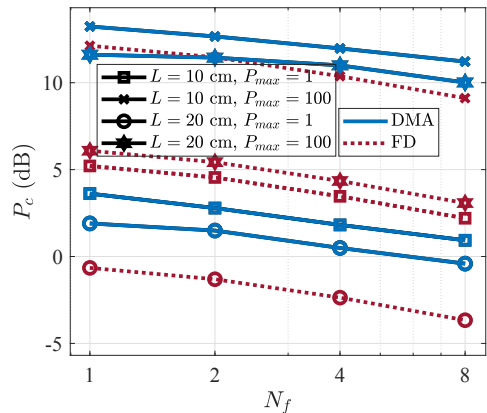 10
5
0
-5
P_c (dB)
L = 10 cm, P_max = 1
L = 10 cm, P_max = 100
L = 20 cm, P_max = 1
L = 20 cm, P_max = 100
DMA
FD
1 2 4 8
N_f